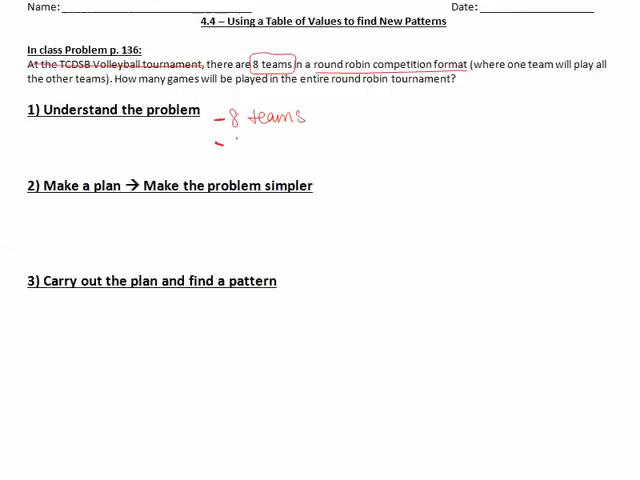 Name: Date:
4.4 – Using a Table of Values to find New Patterns
In class Problem p. 136:
At the TCDSB Volleyball tournament, there are 8 teams in a round robin competition format (where one team will play all
the other teams). How many games will be played in the entire round robin tournament?
1) Understand the problem
- 8 teams
-
2) Make a plan → Make the problem simpler
3) Carry out the plan and find a pattern